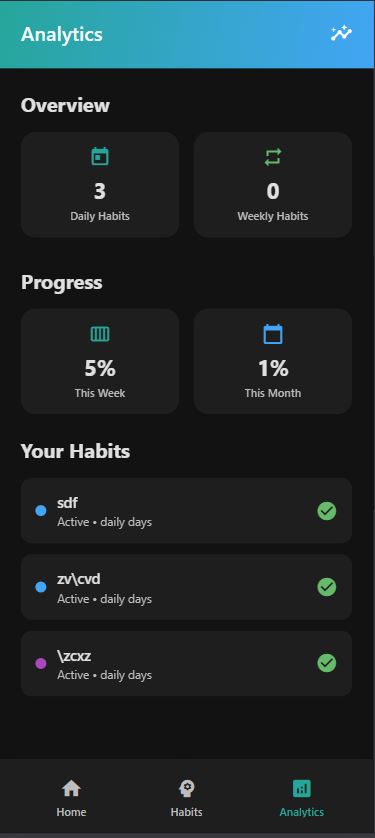 Analytics
Overview
3
0
Daily Habits
Weekly Habits
Progress
5%
1%
This Week
This Month
Your Habits
sdf
Active • daily days
zv\cvd
Active • daily days
\zcxz
Active • daily days
Home
Habits
Analytics